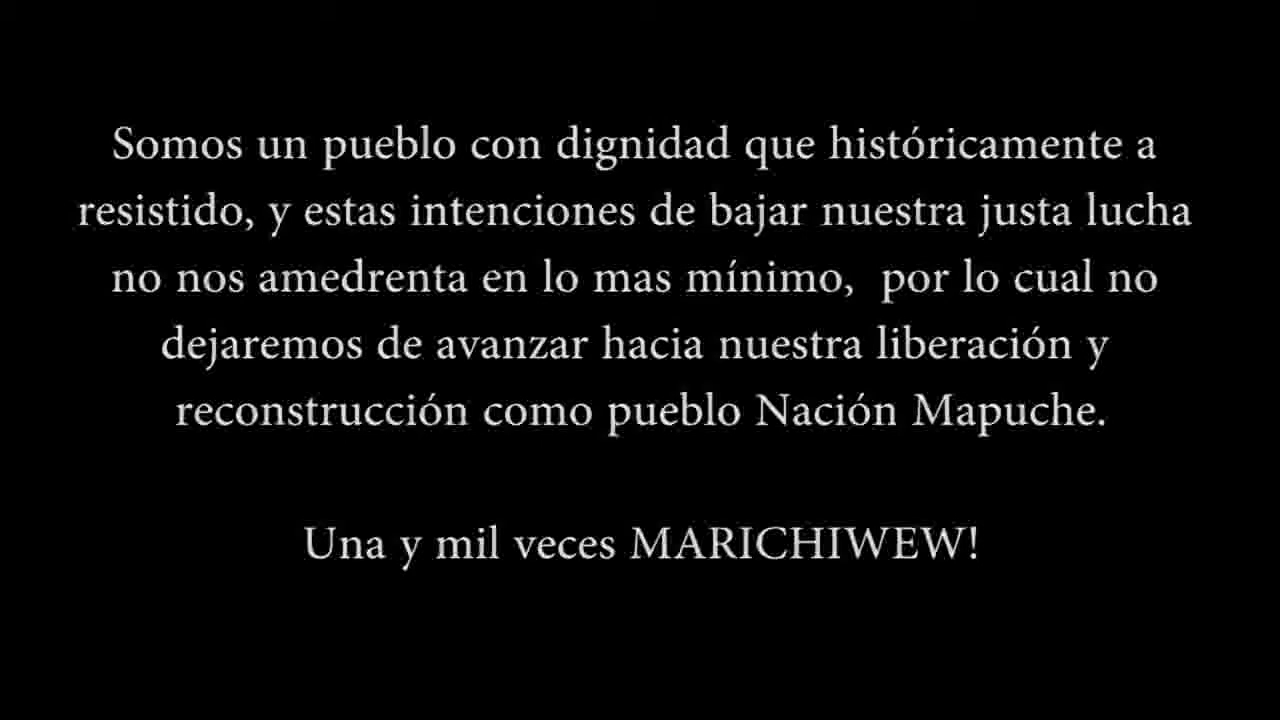 Somos un pueblo con dignidad que históricamente a
resistido, y estas intenciones de bajar nuestra justa lucha
no nos amedrenta en lo mas mínimo,  por lo cual no
dejaremos de avanzar hacia nuestra liberación y
reconstrucción como pueblo Nación Mapuche.
Una y mil veces MARICHIWEW!